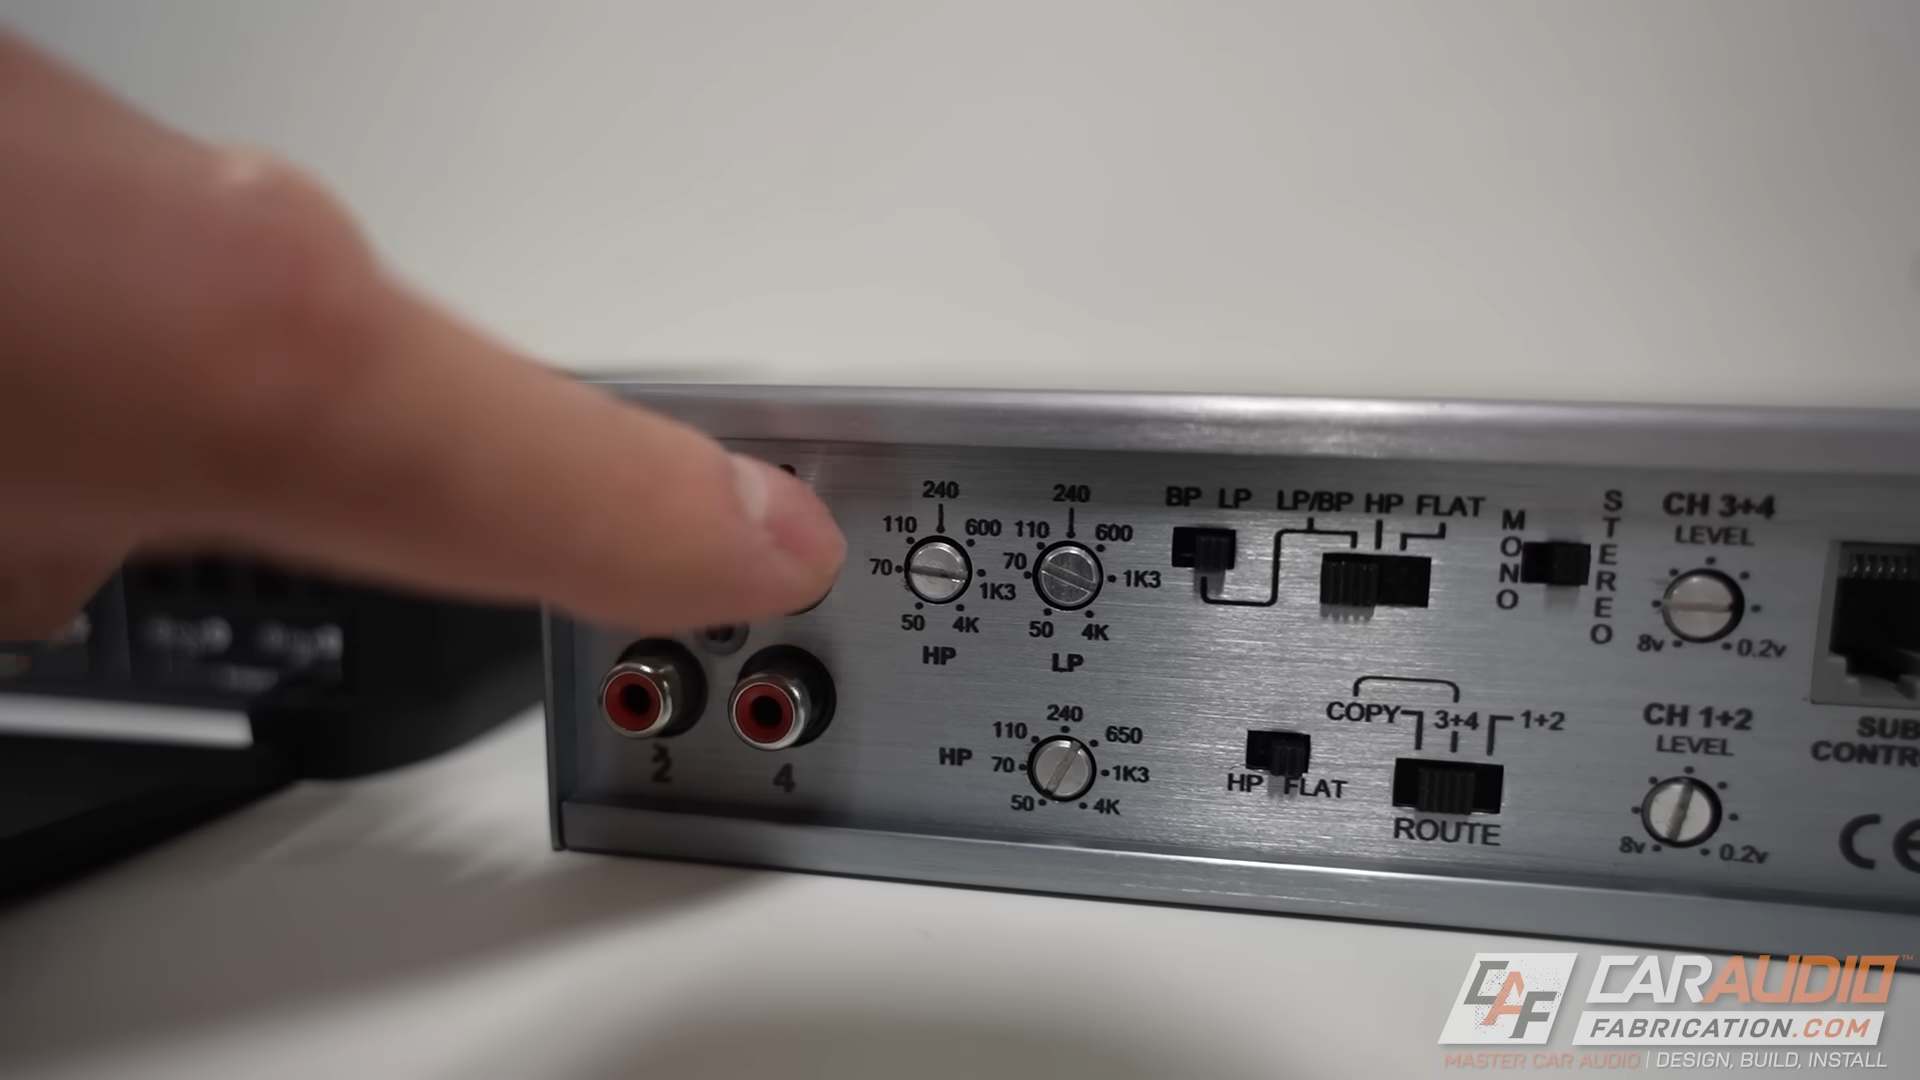 240
110 600
70 1K3
50 4K
HP
240
110 600
70 1K3
50 4K
LP
BP LP LP/BP HP FLAT
MONO
STEREO
CH 3+4
LEVEL
8v 0.2v
2 4
HP
240
110 650
70 1K3
50 4K
HP FLAT
COPY 3+4 1+2
ROUTE
CH 1+2
LEVEL
8v 0.2v
SUB
CE
CAF
CARAUDIO™
FABRICATION.COM
MASTER CAR AUDIO | DESIGN, BUILD, INSTALL